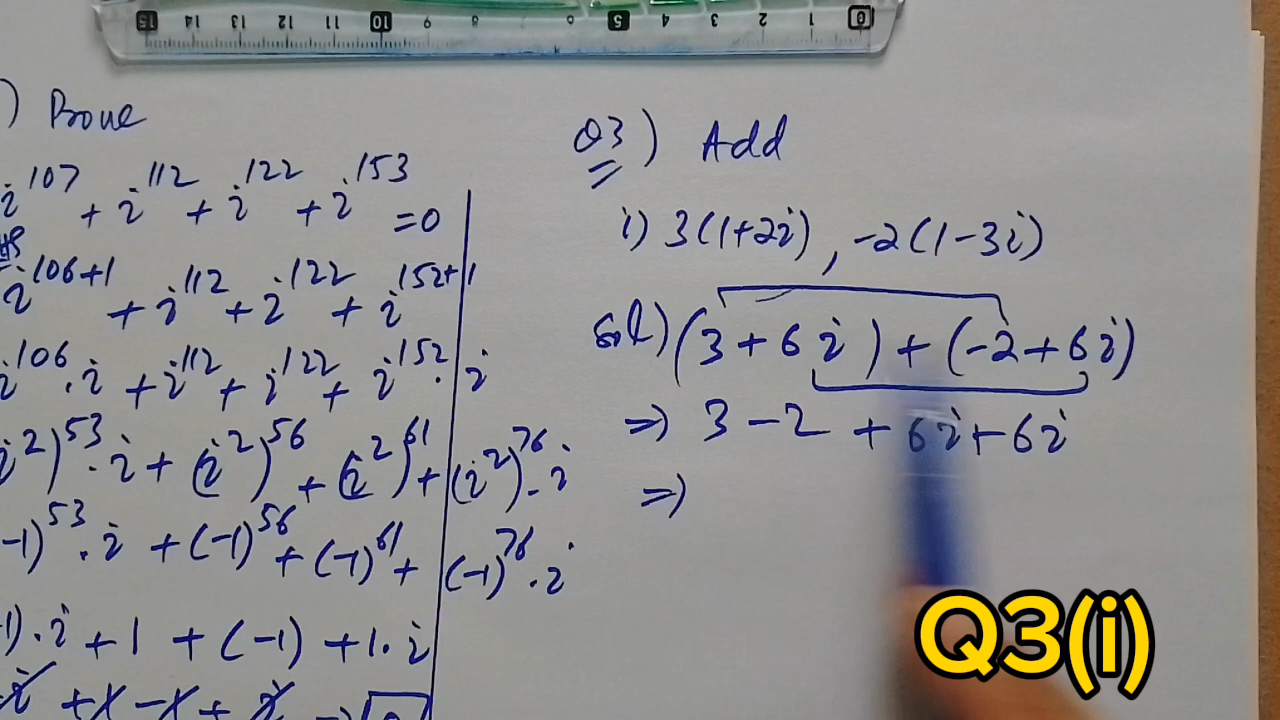 15 14 13 12 11 10 9 8 7 6 5 4 3 2 1 0
) Prove
i^107 + i^112 + i^122 + i^153 = 0
i^106+1 + i^112 + i^122 + i^152+1
i^106 . i + i^112 + i^122 + i^152 . i
i^2)^53 . i + (i^2)^56 + (i^2)^61 + (i^2)^76 . i
-1)^53 . i + (-1)^56 + (-1)^61 + (-1)^76 . i
1) . i + 1 + (-1) + 1 . i
Q3) Add
i) 3(1+2i), -2(1-3i)
Sol) (3 + 6i) + (-2+6i)
⇒ 3 - 2 + 6i + 6i
⇒
Q3(i)